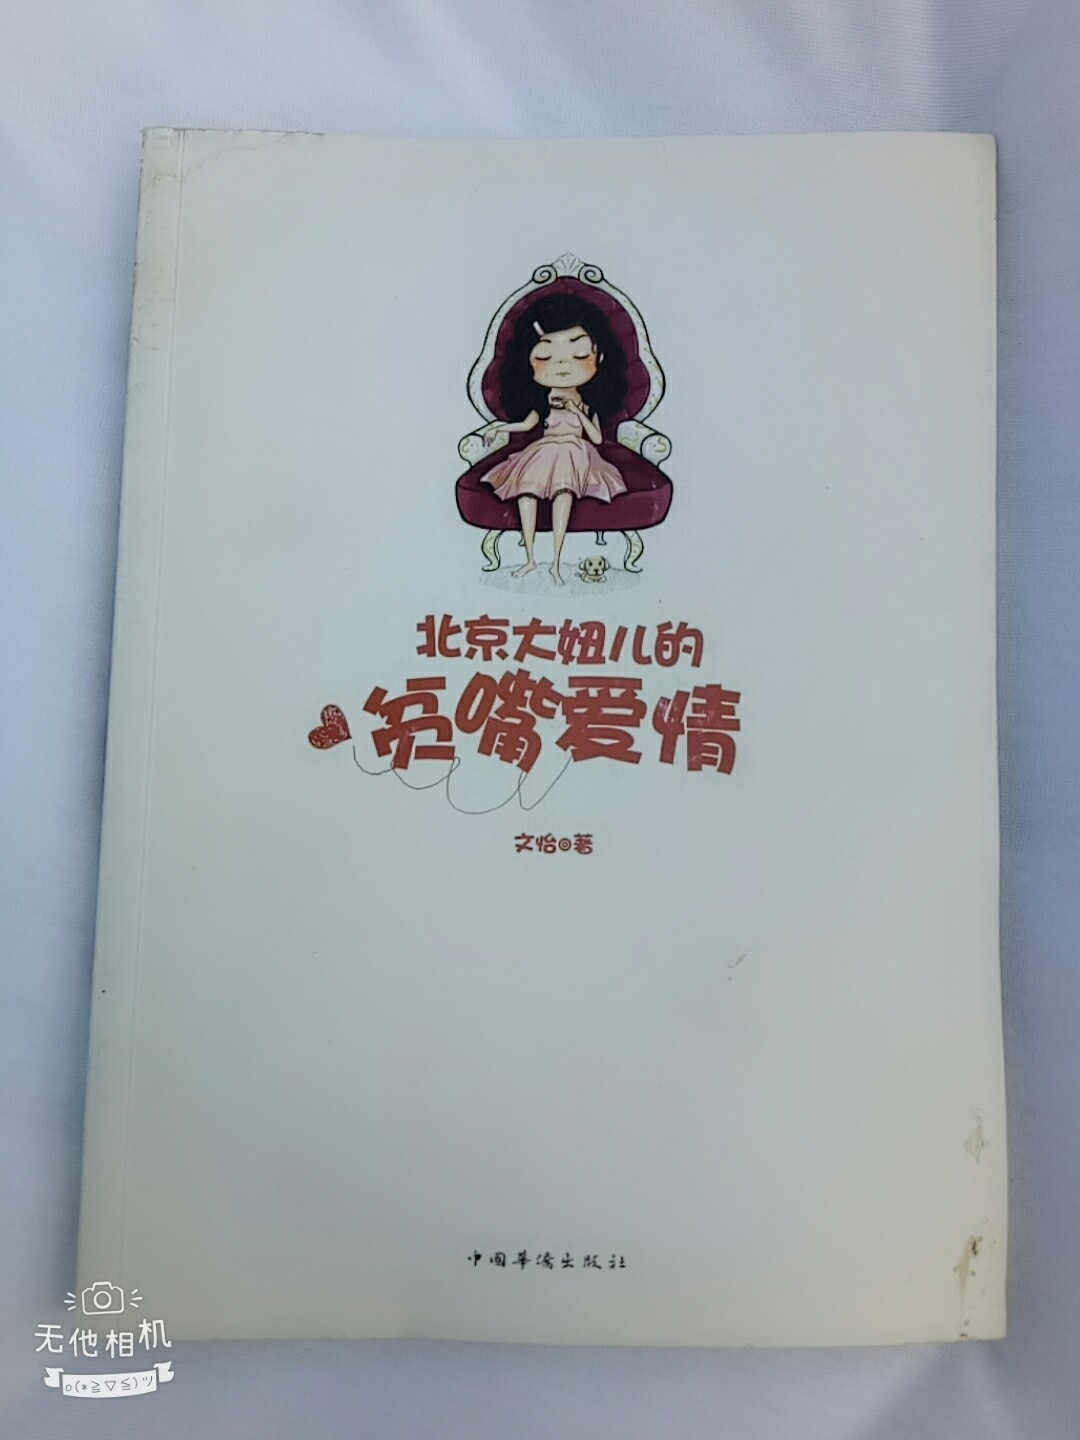 北京大妞儿的
贫嘴爱情
文怡◎著
中国华侨出版社
无他相机
o(*≧▽≦)ツ